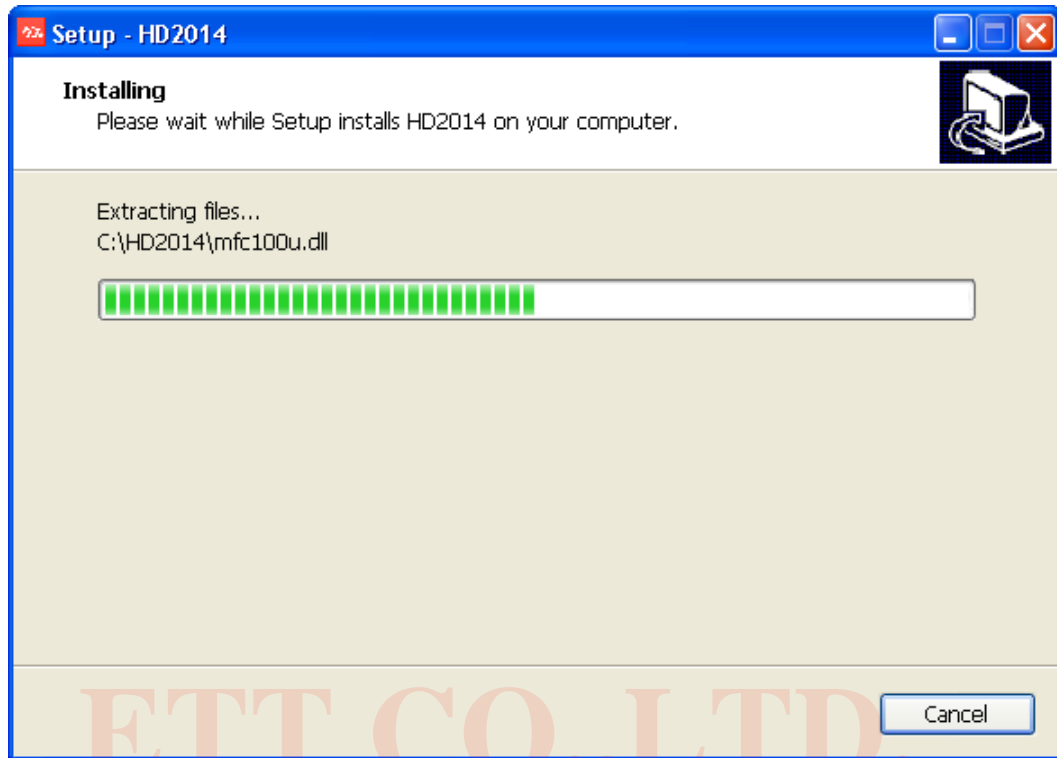 Setup - HD2014
Installing
Please wait while Setup installs HD2014 on your computer.
Extracting files...
C:\HD2014\mfc100u.dll
Cancel
ETT CO.,LTD.